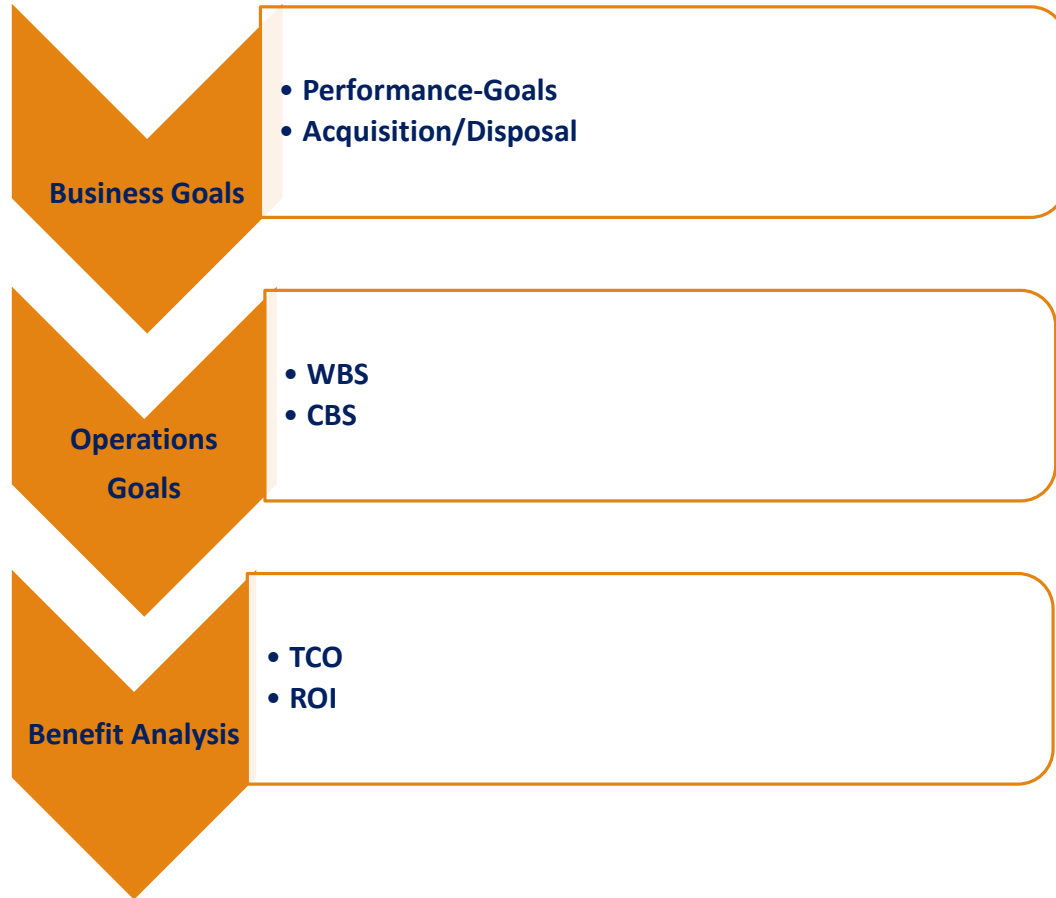 Business Goals
• Performance-Goals
• Acquisition/Disposal
Operations
Goals
• WBS
• CBS
Benefit Analysis
• TCO
• ROI